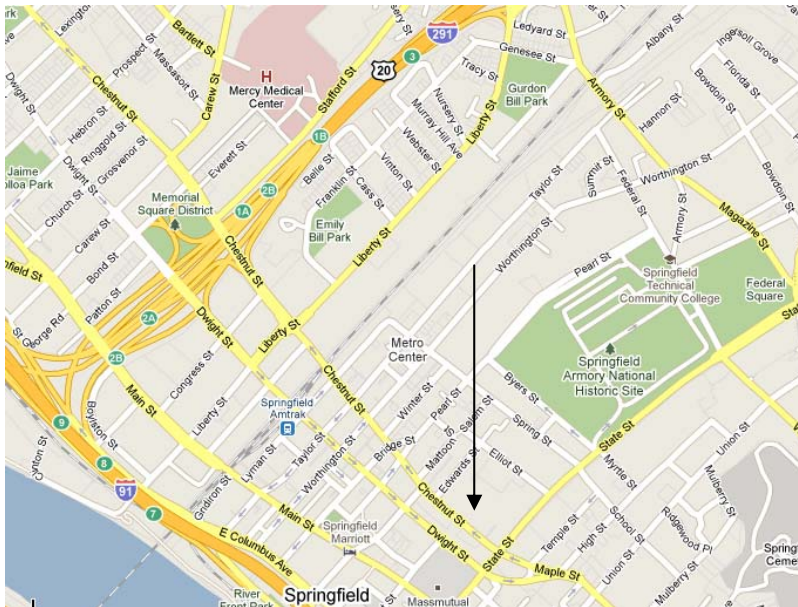 Bartlett St
Lexington
Prospect St
Massasoit St
Carew St
Chestnut St
Dwight St
H
Mercy Medical
Center
Stafford St
291
3
20
Ledyard St
Genesee St
Tracy St
Nursery St
Murray Hill Ave
Webster St
Liberty St
Gurdon
Bill Park
Armory St
Albany St
Ingersoll Grove
Bowdoin St
Florida St
Bowdoin St
Hannon St
Hebron St
Ringgold St
Grosvenor St
Everett St
1B
2B
1A
Belle St
Franklin St
Cass St
Vinton St
Jaime
lloa Park
Church St
Memorial
Square District
Emily
Bill Park
Liberty St
Taylor St
Summit St
Federal St
Worthington St
Armory St
Magazine St
Worthington St
Pearl St
Springfield
Technical
Community College
Federal
Square
Sta
Carew St
Bond St
Patton St
nfield St
George Rd
2A
2B
Chestnut St
Dwight St
Liberty St
Congress St
Liberty St
Main St
Boylston St
Metro
Center
Springfield
Armory National
Historic Site
Byers St
State St
Springfield
Amtrak
Chestnut St
Winter St
Pearl St
Salem St
Mattoon St
Spring St
Elliot St
Edwards St
Bridge St
Worthington St
Taylor St
Lyman St
Gridiron St
9
8
91
7
Clinton St
E Columbus Ave
Main St
Springfield
Marriott
Chestnut St
Dwight St
State St
Temple St
High St
School St
Union St
Myrtle St
Union St
Mulberry St
Ridgewood Pl
Mulberry St
Maple St
Spring
Ceme
River
Front Park
Springfield
Massmutual